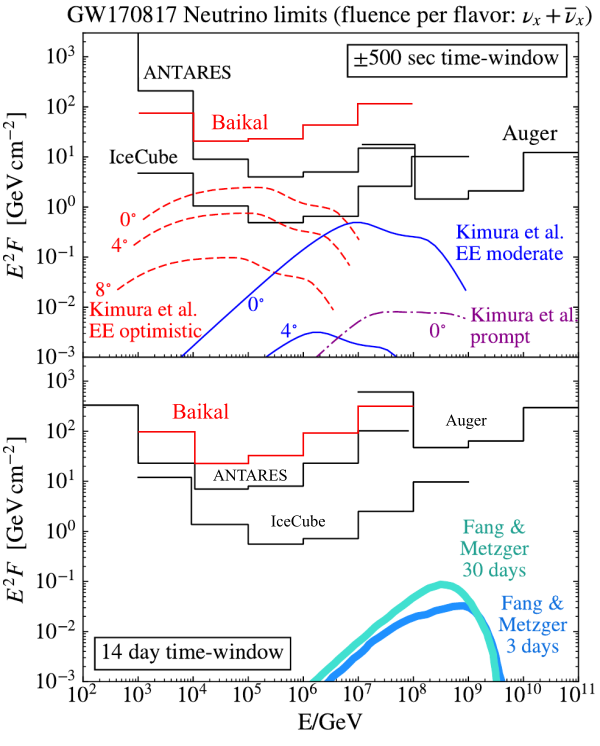 GW170817 Neutrino limits (fluence per flavor: νₓ + ν̄ₓ)
±500 sec time-window
ANTARES
Baikal
IceCube
Auger
0°
4°
8°
Kimura et al.
EE optimistic
Kimura et al.
EE moderate
0°
4°
Kimura et al.
prompt
0°
10³
10²
10¹
10⁰
10⁻¹
10⁻²
10⁻³
E²F [GeV cm⁻²]
Baikal
Auger
ANTARES
IceCube
Fang &
Metzger
30 days
Fang &
Metzger
3 days
14 day time-window
10³
10²
10¹
10⁰
10⁻¹
10⁻²
10⁻³
E²F [GeV cm⁻²]
10² 10³ 10⁴ 10⁵ 10⁶ 10⁷ 10⁸ 10⁹ 10¹⁰ 10¹¹
E/GeV